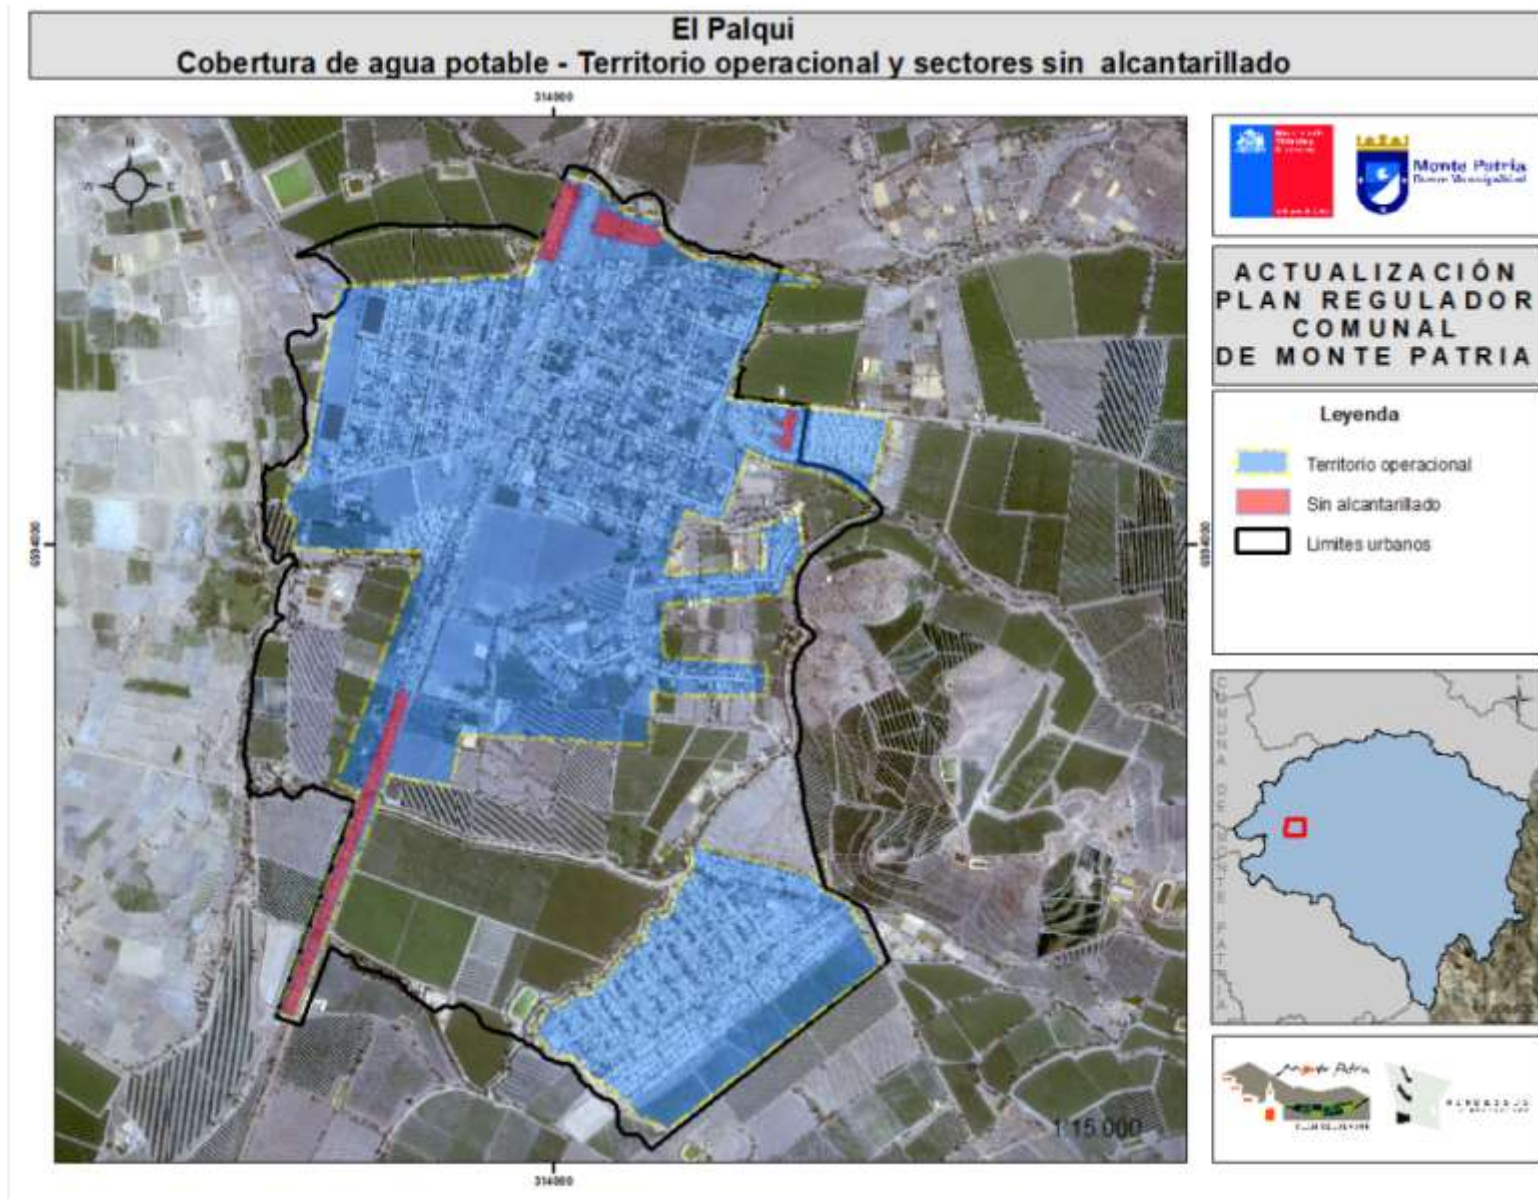 El Palqui
Cobertura de agua potable - Territorio operacional y sectores sin alcantarillado
314000
N
W
E
Monte Patria
ACTUALIZACIÓN
PLAN REGULADOR
COMUNAL
DE MONTE PATRIA
Leyenda
Territorio operacional
Sin alcantarillado
Limites urbanos
1:15.000
314000